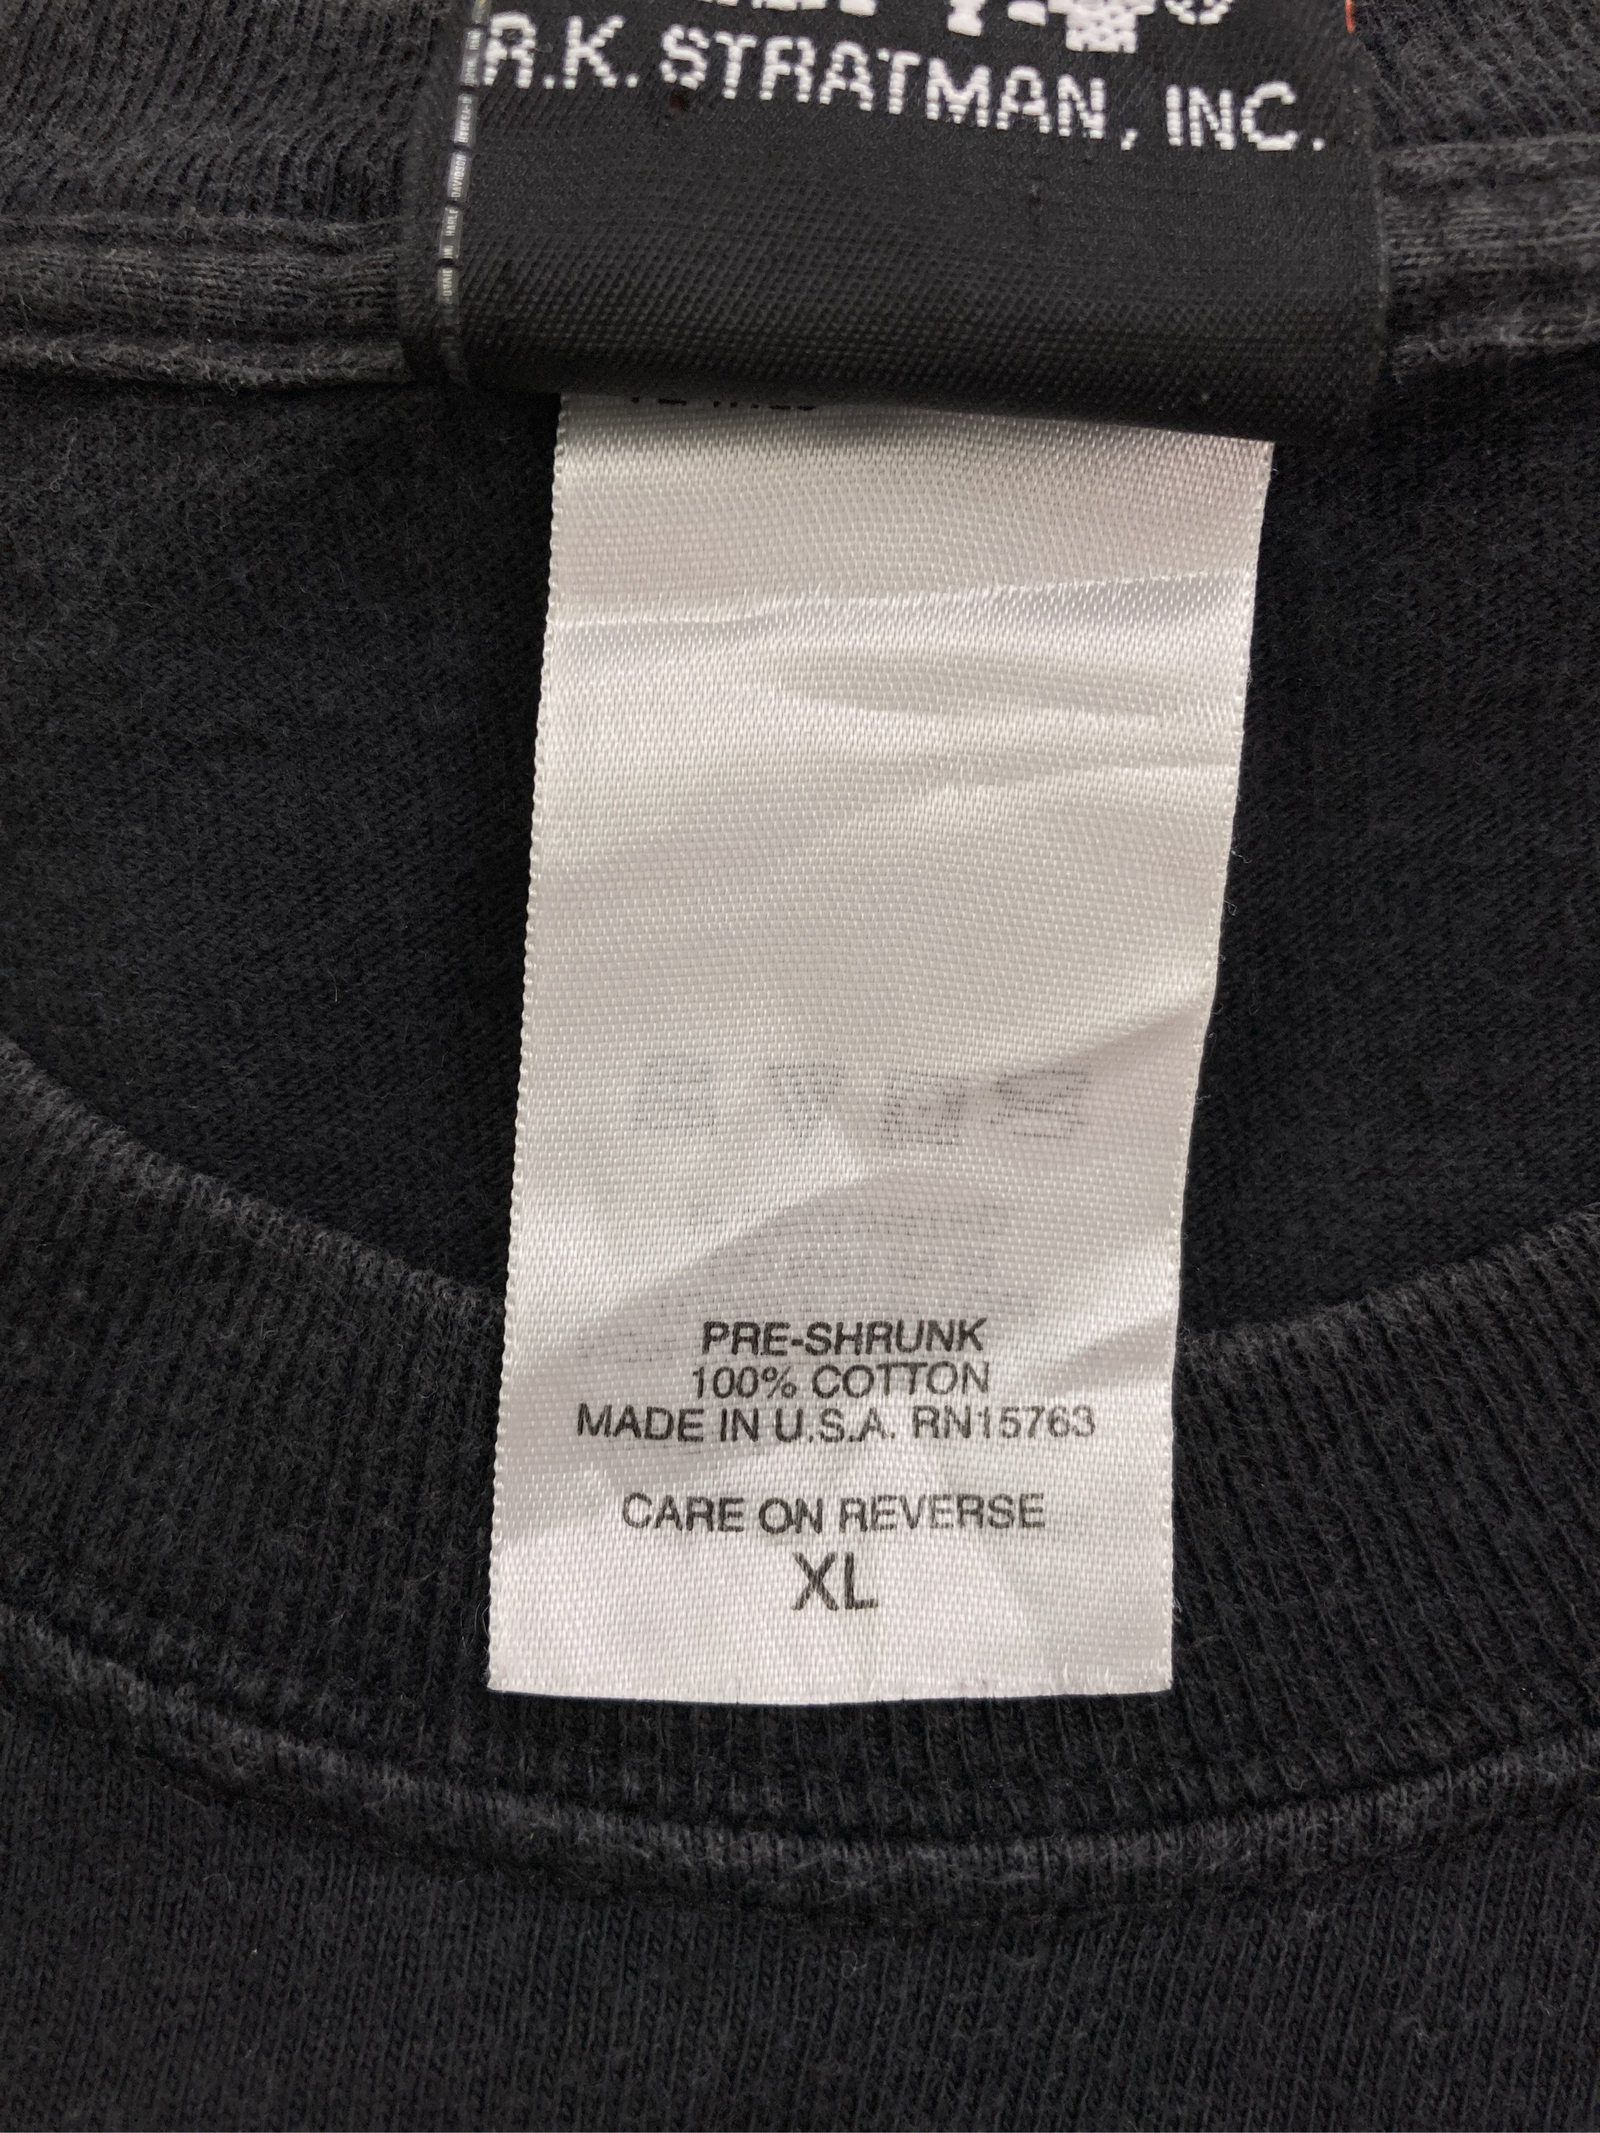 R.K. STRATMAN, INC.
PRE-SHRUNK
100% COTTON
MADE IN U.S.A. RN15763
CARE ON REVERSE
XL